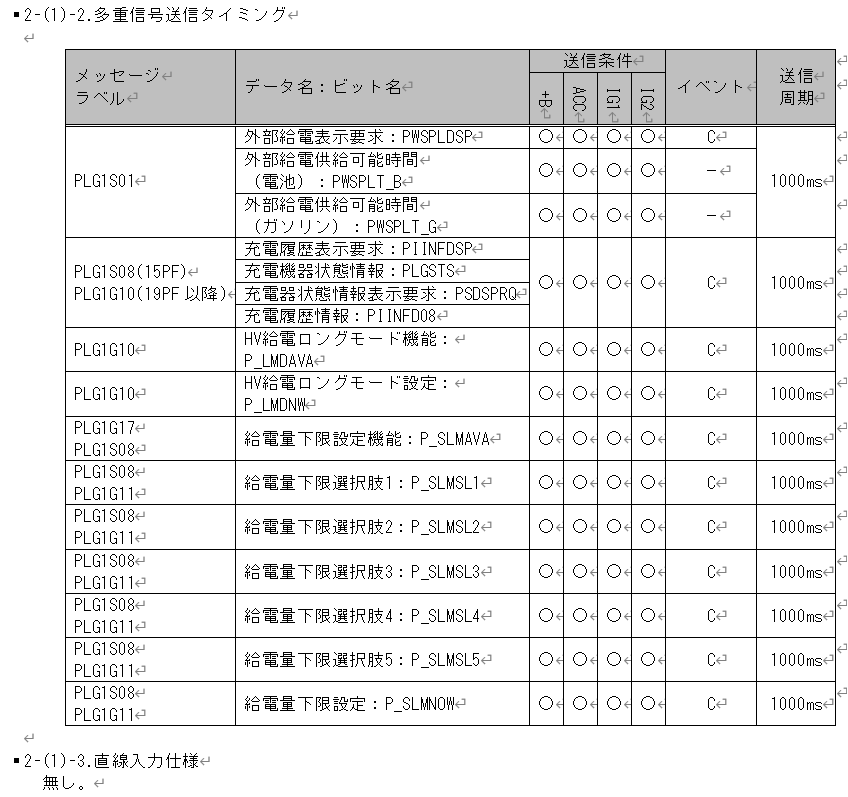 ▪2-(1)-2.多重信号送信タイミング↵
↵
メッセージ↵
ラベル↵
データ名：ビット名↵
送信条件↵
+B↵
ACC↵
IG1↵
IG2↵
イベント↵
送信
周期↵
PLG1S01↵
外部給電表示要求：PWSPLDSP↵
○↵ ○↵ ○↵ ○↵
C↵
外部給電供給可能時間↵
（電池）：PWSPLT_B↵
○↵ ○↵ ○↵ ○↵
－↵
外部給電供給可能時間↵
（ガソリン）：PWSPLT_G↵
○↵ ○↵ ○↵ ○↵
－↵
1000ms↵
PLG1S08(15PF)↵
PLG1G10(19PF以降)↵
充電履歴表示要求：PIINFDSP↵
充電機器状態情報：PLGSTS↵
充電器状態情報表示要求：PSDSPRQ↵
充電履歴情報：PIINFD08↵
○↵ ○↵ ○↵ ○↵
C↵
1000ms↵
PLG1G10↵
HV給電ロングモード機能：↵
P_LMDAVA↵
○↵ ○↵ ○↵ ○↵
C↵
1000ms↵
PLG1G10↵
HV給電ロングモード設定：↵
P_LMDNW↵
○↵ ○↵ ○↵ ○↵
C↵
1000ms↵
PLG1G17↵
PLG1S08↵
給電量下限設定機能：P_SLMAVA↵
○↵ ○↵ ○↵ ○↵
C↵
1000ms↵
PLG1S08↵
PLG1G11↵
給電量下限選択肢1：P_SLMSL1↵
○↵ ○↵ ○↵ ○↵
C↵
1000ms↵
PLG1S08↵
PLG1G11↵
給電量下限選択肢2：P_SLMSL2↵
○↵ ○↵ ○↵ ○↵
C↵
1000ms↵
PLG1S08↵
PLG1G11↵
給電量下限選択肢3：P_SLMSL3↵
○↵ ○↵ ○↵ ○↵
C↵
1000ms↵
PLG1S08↵
PLG1G11↵
給電量下限選択肢4：P_SLMSL4↵
○↵ ○↵ ○↵ ○↵
C↵
1000ms↵
PLG1S08↵
PLG1G11↵
給電量下限選択肢5：P_SLMSL5↵
○↵ ○↵ ○↵ ○↵
C↵
1000ms↵
PLG1S08↵
PLG1G11↵
給電量下限設定：P_SLMNOW↵
○↵ ○↵ ○↵ ○↵
C↵
1000ms↵
↵
▪2-(1)-3.直線入力仕様↵
無し。↵